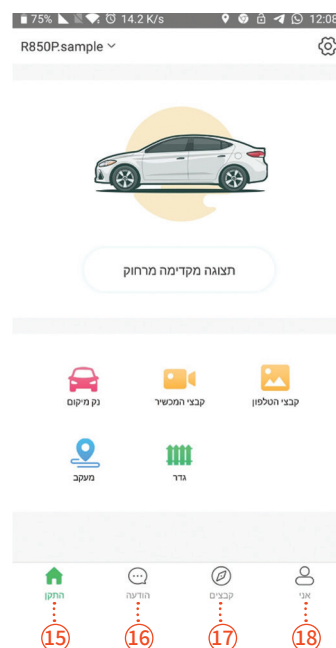 75% 14.2 K/s 12:08
R850P.sample
תצוגה מקדימה מרחוק
קבצי הטלפון
קבצי המכשיר
נק מיקום
גדר
מעקב
אני
קבצים
הודעה
התקן
15 16 17 18